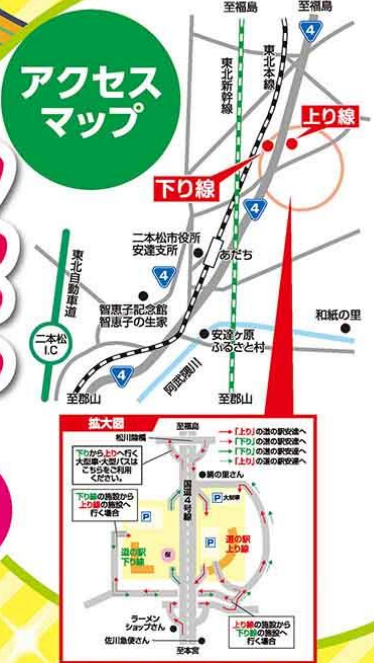 アクセス
マップ
至福島
至福島
4
東北新幹線
東北本線
上り線
下り線
4
二本松市役所
安達支所
あだち
4
東北自動車道
智恵子記念館
智恵子の生家
和紙の里
二本松
I.C
安達ヶ原
ふるさと村
阿武隈川
4
至郡山
至郡山
拡大図
至福島
松川陸橋
「上り」の道の駅安達へ
「下り」の道の駅安達へ
「下り」の道の駅安達へ
「上り」の道の駅安達へ
下りから上りへ行く
大型車・大型バスは
こちらをご利用
ください。
鯛の里さん
P
大型車
下り線の施設から
上り線の施設へ
行く場合
国道4号線
P
P
道の駅
下り線
桜
道の駅
上り線
ラーメン
ショップさん
上り線の施設から
下り線の施設へ
行く場合
佐川急便さん
至本宮